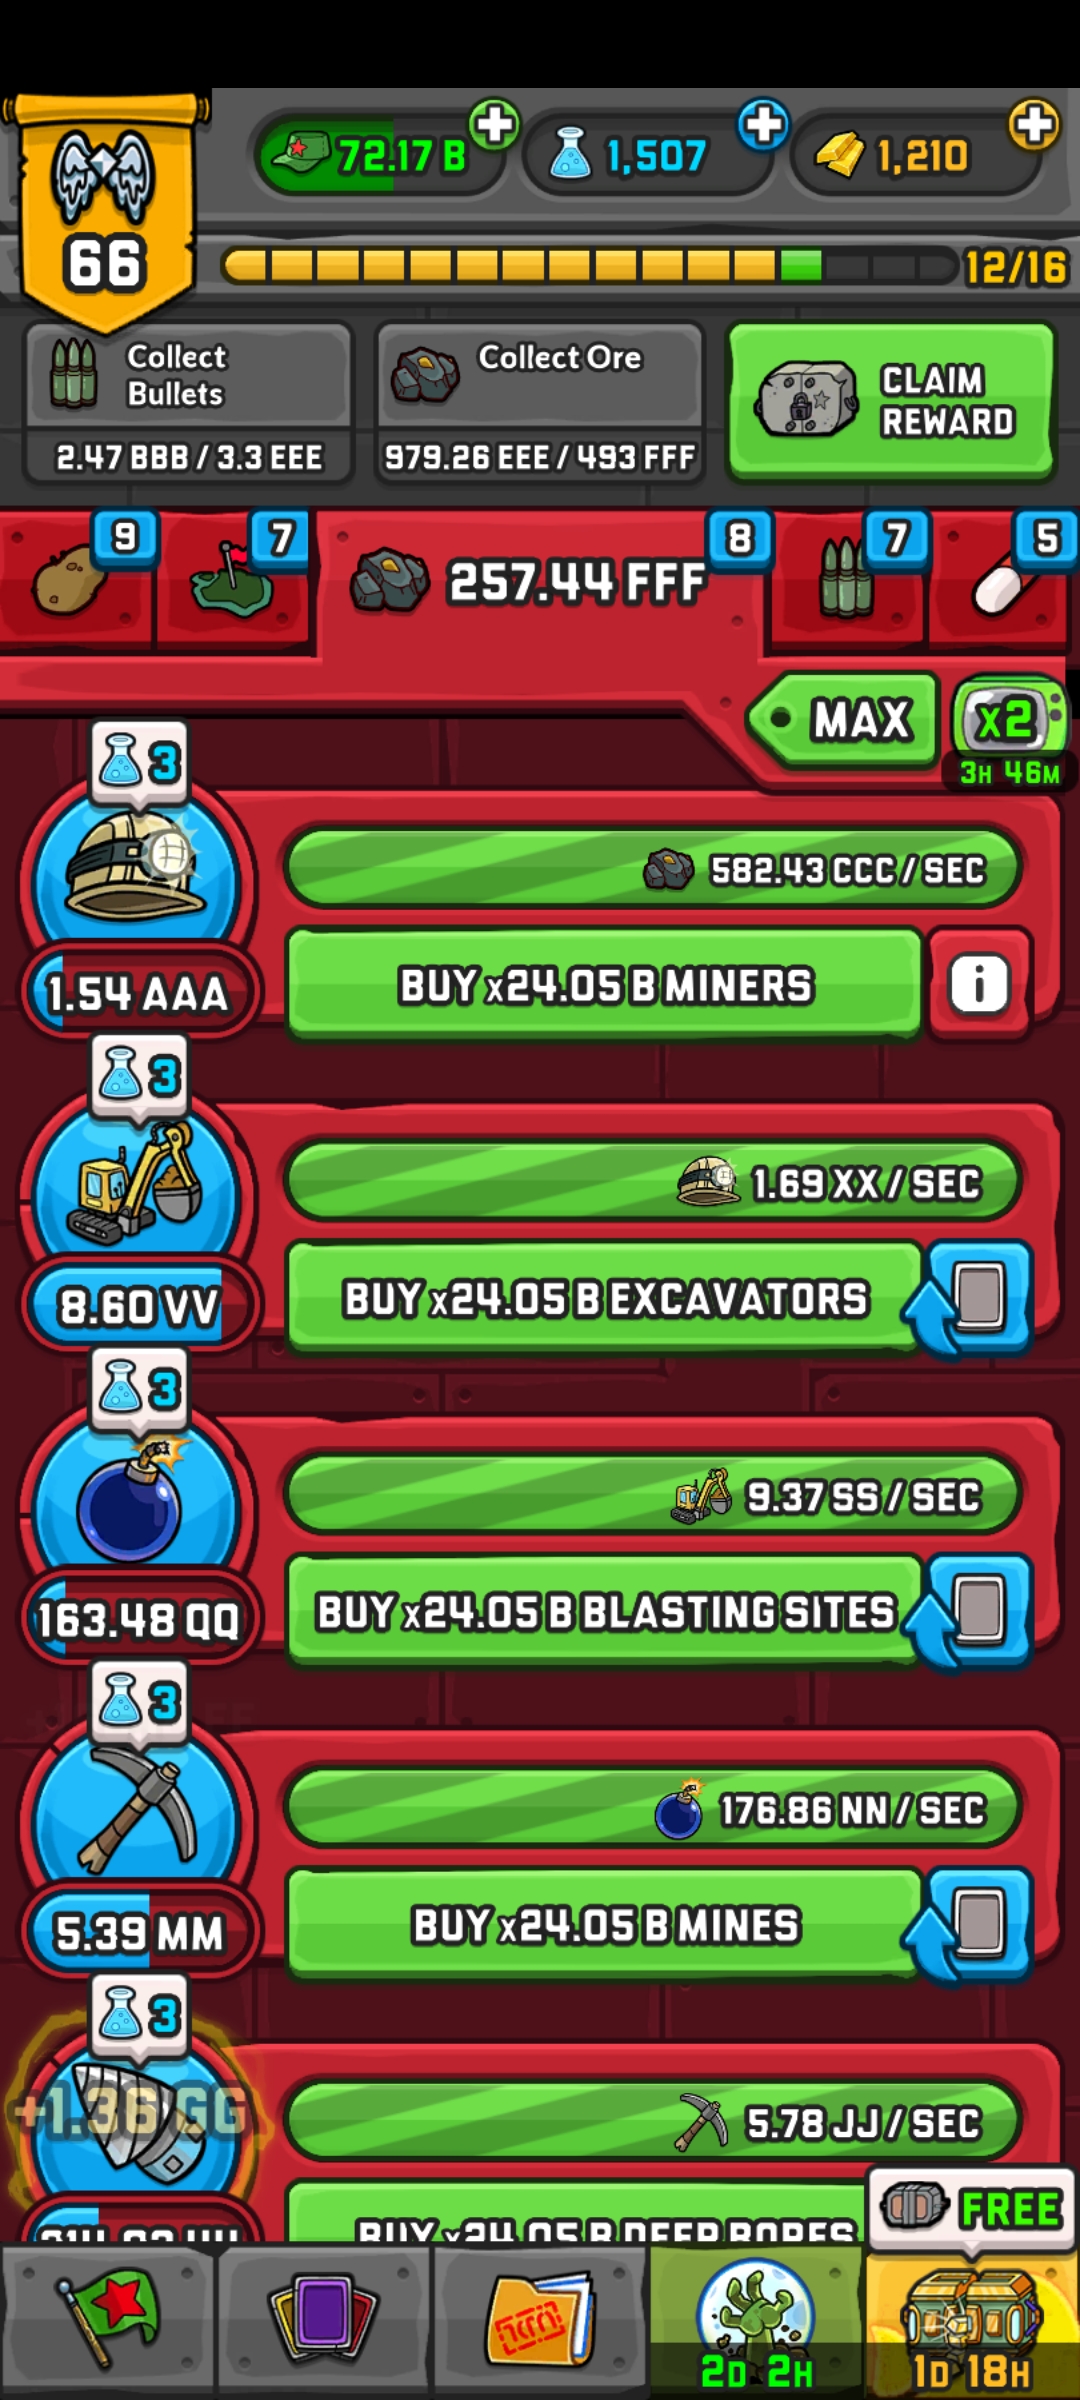 72.17 B
1,507
1,210
66
12/16
Collect
Bullets
2.47 BBB / 3.3 EEE
Collect Ore
979.26 EEE / 493 FFF
CLAIM
REWARD
9
7
257.44 FFF
8
7
5
MAX
x2
3H 46M
3
582.43 CCC / SEC
1.54 AAA
BUY x24.05 B MINERS
i
3
1.69 XX / SEC
8.60 VV
BUY x24.05 B EXCAVATORS
3
9.37 SS / SEC
163.48 QQ
BUY x24.05 B BLASTING SITES
3
176.86 NN / SEC
5.39 MM
BUY x24.05 B MINES
3
+1.36 GG
5.78 JJ / SEC
BUY x24.05 B DEEP BORES
FREE
2D 2H
1D 18H